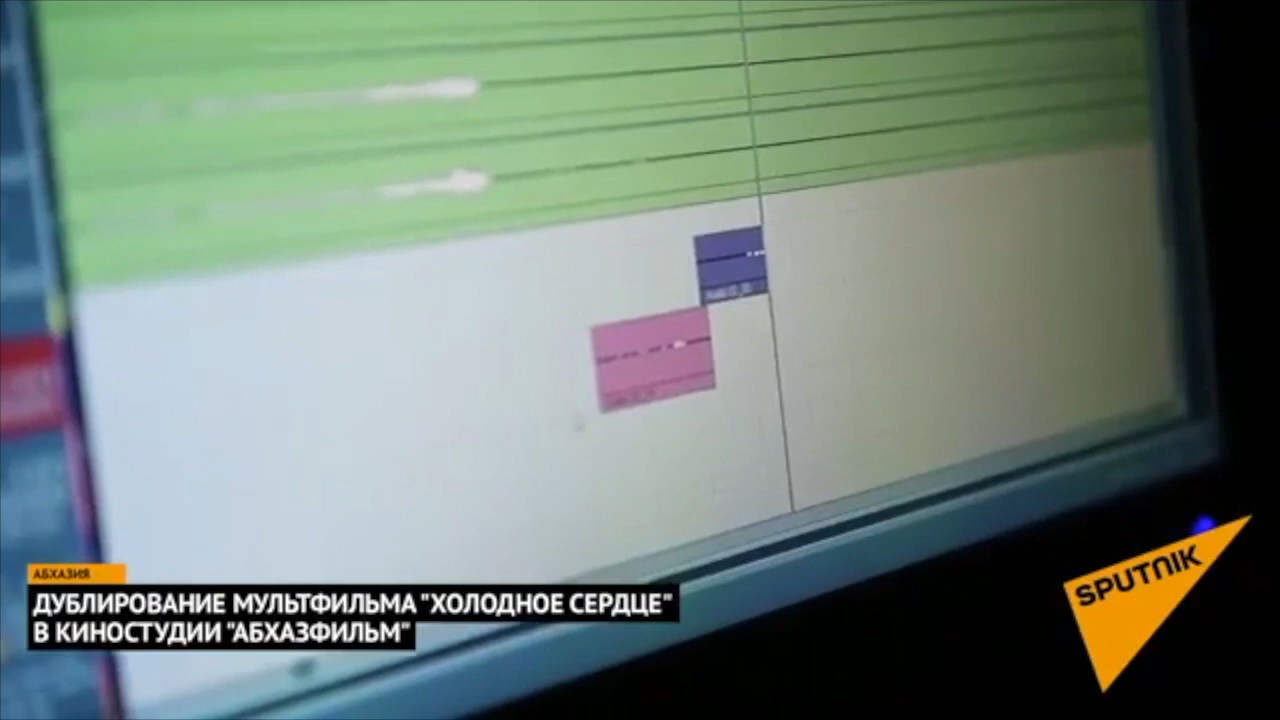 АБХАЗИЯ
ДУБЛИРОВАНИЕ МУЛЬТФИЛЬМА "ХОЛОДНОЕ СЕРДЦЕ"
В КИНОСТУДИИ "АБХАЗФИЛЬМ"
SPUTNIK